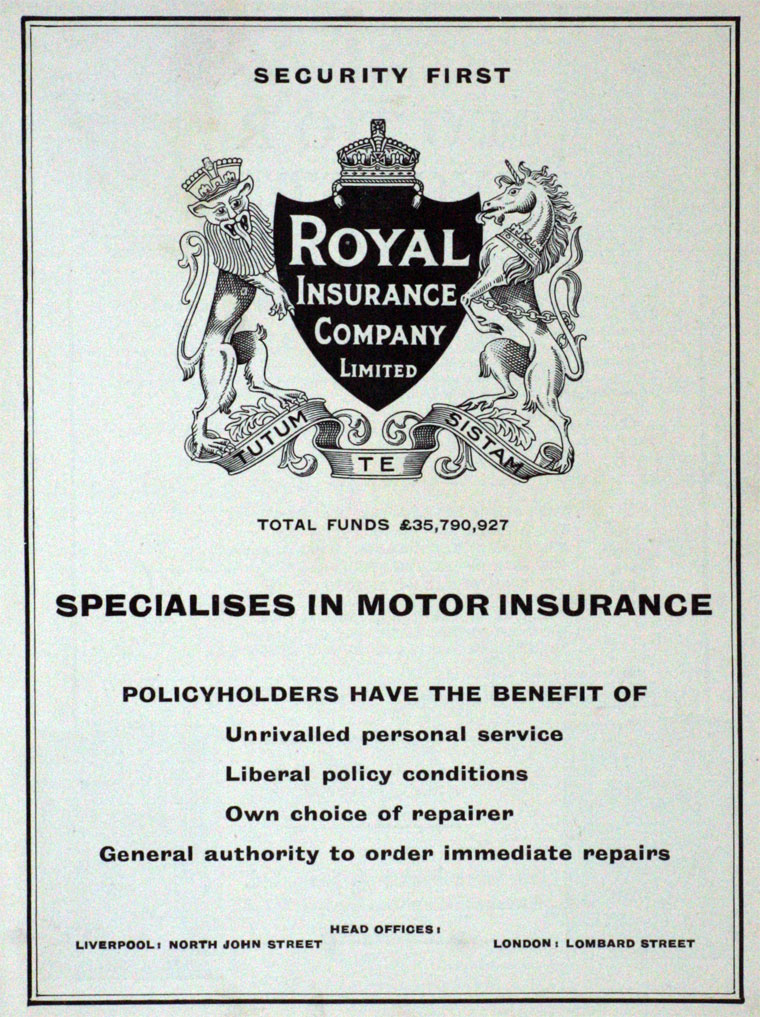 SECURITY FIRST
ROYAL
INSURANCE
COMPANY
LIMITED
TUTUM TE SISTAM
TOTAL FUNDS £35,790,927
SPECIALISES IN MOTOR INSURANCE
POLICYHOLDERS HAVE THE BENEFIT OF
Unrivalled personal service
Liberal policy conditions
Own choice of repairer
General authority to order immediate repairs
HEAD OFFICES:
LIVERPOOL: NORTH JOHN STREET LONDON: LOMBARD STREET